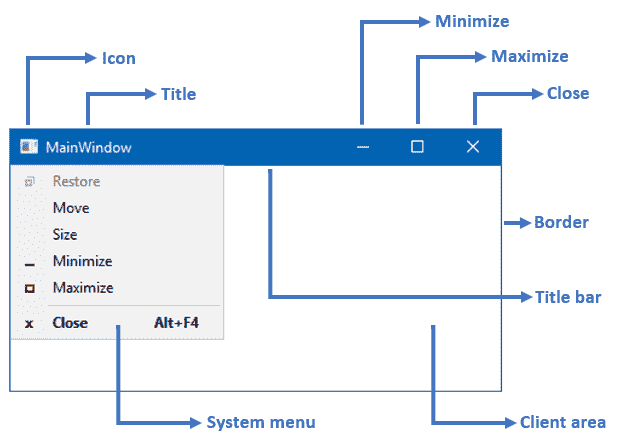 Minimize
Icon
Maximize
Title
Close
MainWindow
Restore
Move
Size
Border
Minimize
Maximize
Title bar
Close Alt+F4
System menu
Client area